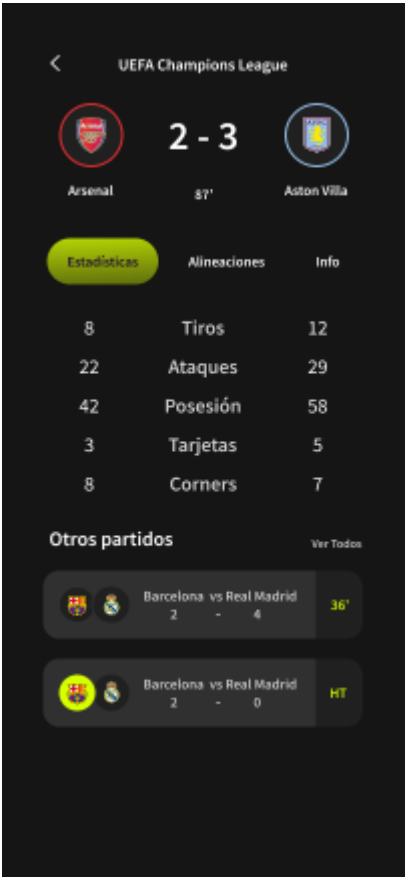 UEFA Champions League
2 - 3
Arsenal
87'
Aston Villa
Estadísticas Alineaciones Info
8 Tiros 12
22 Ataques 29
42 Posesión 58
3 Tarjetas 5
8 Corners 7
Otros partidos Ver Todos
Barcelona vs Real Madrid
2 - 4
36'
Barcelona vs Real Madrid
2 - 0
HT